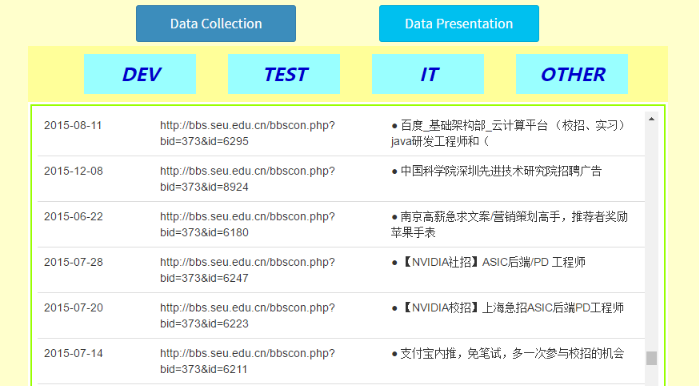 Data Collection
Data Presentation
DEV
TEST
IT
OTHER
2015-08-11
http://bbs.seu.edu.cn/bbscon.php?
bid=373&id=6295
● 百度_基础架构部_云计算平台 （校招、实习）
java研发工程师和（
2015-12-08
http://bbs.seu.edu.cn/bbscon.php?
bid=373&id=8924
● 中国科学院深圳先进技术研究院招聘广告
2015-06-22
http://bbs.seu.edu.cn/bbscon.php?
bid=373&id=6180
● 南京高薪急求文案/营销策划高手，推荐者奖励
苹果手表
2015-07-28
http://bbs.seu.edu.cn/bbscon.php?
bid=373&id=6247
● 【NVIDIA社招】ASIC后端/PD 工程师
2015-07-20
http://bbs.seu.edu.cn/bbscon.php?
bid=373&id=6223
● 【NVIDIA校招】上海急招ASIC后端PD工程师
2015-07-14
http://bbs.seu.edu.cn/bbscon.php?
bid=373&id=6211
● 支付宝内推，免笔试，多一次参与校招的机会